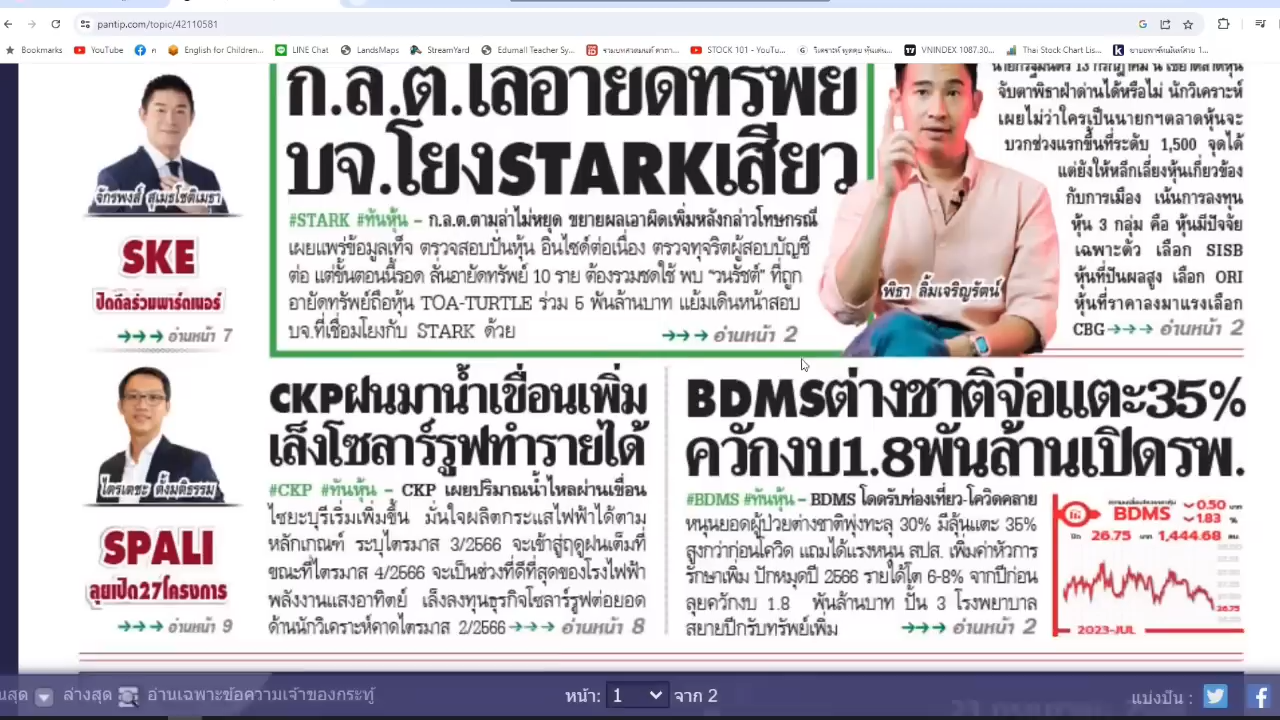 pantip.com/topic/42110581
Bookmarks
YouTube
ก
English for Children...
LINE Chat
LandsMaps
StreamYard
Edumall Teacher Sy...
STOCK 101 - YouTu...
VNINDEX 1087.30...
Thai Stock Chart Lis...
ก.ล.ต.ไล่อายัดทรัพย์
บจ.โยงSTARKเสียว
#STARK #ทันหุ้น – ก.ล.ต.ตามล่าไม่หยุด ขยายผลเอาผิดเพิ่มหลังกล่าวโทษกรณี
เผยแพร่ข้อมูลเท็จ ตรวจสอบปั่นหุ้น อินไซด์ต่อเนื่อง ตรวจทุจริตผู้สอบบัญชี
ต่อ แต่ขั้นตอนนี้รอด ลั่นอายัดทรัพย์ 10 ราย ต้องรวมชดใช้ พบ “วนรัชต์” ที่ถูก
อายัดทรัพย์ถือหุ้น TOA-TURTLE ร่วม 5 พันล้านบาท แย้มเดินหน้าสอบ
บจ.ที่เชื่อมโยงกับ STARK ด้วย
อ่านหน้า 2
พิธา ลิ้มเจริญรัตน์
จับตาพิธาฝ่าด่านได้หรือไม่ นักวิเคราะห์
เผยไม่ว่าใครเป็นนายกฯตลาดหุ้นจะ
บวกช่วงแรกขึ้นที่ระดับ 1,500 จุดได้
แต่ยังให้หลีกเลี่ยงหุ้นเกี่ยวข้อง
กับการเมือง เน้นการลงทุน
หุ้น 3 กลุ่ม คือ หุ้นมีปัจจัย
เฉพาะตัว เลือก SISB
หุ้นที่ปันผลสูง เลือก ORI
หุ้นที่ราคาลงมาแรงเลือก
CBG อ่านหน้า 2
จักรพงส์ สุเมธโชติเมธา
SKE
ปิดดีลร่วมพาร์ตเนอร์
อ่านหน้า 7
ไตรเตชะ ตั้งมติธรรม
SPALI
ลุยเปิด27โครงการ
อ่านหน้า 9
CKPฝนมาน้ำเขื่อนเพิ่ม
เล็งโซลาร์รูฟทำรายได้
#CKP #ทันหุ้น – CKP เผยปริมาณน้ำไหลผ่านเขื่อน
ไซยะบุรีเริ่มเพิ่มขึ้น มั่นใจผลิตกระแสไฟฟ้าได้ตาม
หลักเกณฑ์ ระบุไตรมาส 3/2566 จะเข้าสู่ฤดูฝนเต็มที่
ขณะที่ไตรมาส 4/2566 จะเป็นช่วงที่ดีที่สุดของโรงไฟฟ้า
พลังงานแสงอาทิตย์ เล็งลงทุนธุรกิจโซลาร์รูฟต่อยอด
ด้านนักวิเคราะห์คาดไตรมาส 2/2566 อ่านหน้า 8
BDMSต่างชาติจ่อแตะ35%
ควักงบ1.8พันล้านเปิดรพ.
#BDMS #ทันหุ้น – BDMS โดดรับท่องเที่ยว-โควิดคลาย
หนุนยอดผู้ป่วยต่างชาติพุ่งทะลุ 30% มีลุ้นแตะ 35%
สูงกว่าก่อนโควิด แถมได้แรงหนุน สปส. เพิ่มค่าหัวการ
รักษาเพิ่ม ปักหมุดปี 2566 รายได้โต 6-8% จากปีก่อน
ลุยควักงบ 1.8 พันล้านบาท ปั้น 3 โรงพยาบาล
สยายปีกรับทรัพย์เพิ่ม อ่านหน้า 2
BDMS 0.50 บาท
1.83 %
ปิด 26.75 บาท 1,444.68 ลบ.
26.75
2023-JUL
ล่าสุด
อ่านเฉพาะข้อความเจ้าของกระทู้
หน้า: 1 จาก 2
แบ่งปัน :